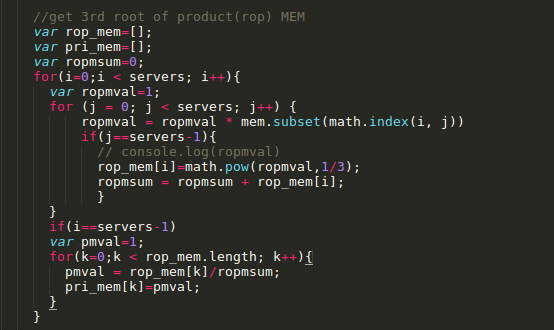 //get 3rd root of product(rop) MEM
var rop_mem=[];
var pri_mem=[];
var ropmsum=0;
for(i=0;i < servers; i++){
var ropmval=1;
for (j = 0; j < servers; j++) {
ropmval = ropmval * mem.subset(math.index(i, j))
if(j==servers-1){
// console.log(ropmval)
rop_mem[i]=math.pow(ropmval,1/3);
ropmsum = ropmsum + rop_mem[i];
}
}
if(i==servers-1)
var pmval=1;
for(k=0;k < rop_mem.length; k++){
pmval = rop_mem[k]/ropmsum;
pri_mem[k]=pmval;
}
}